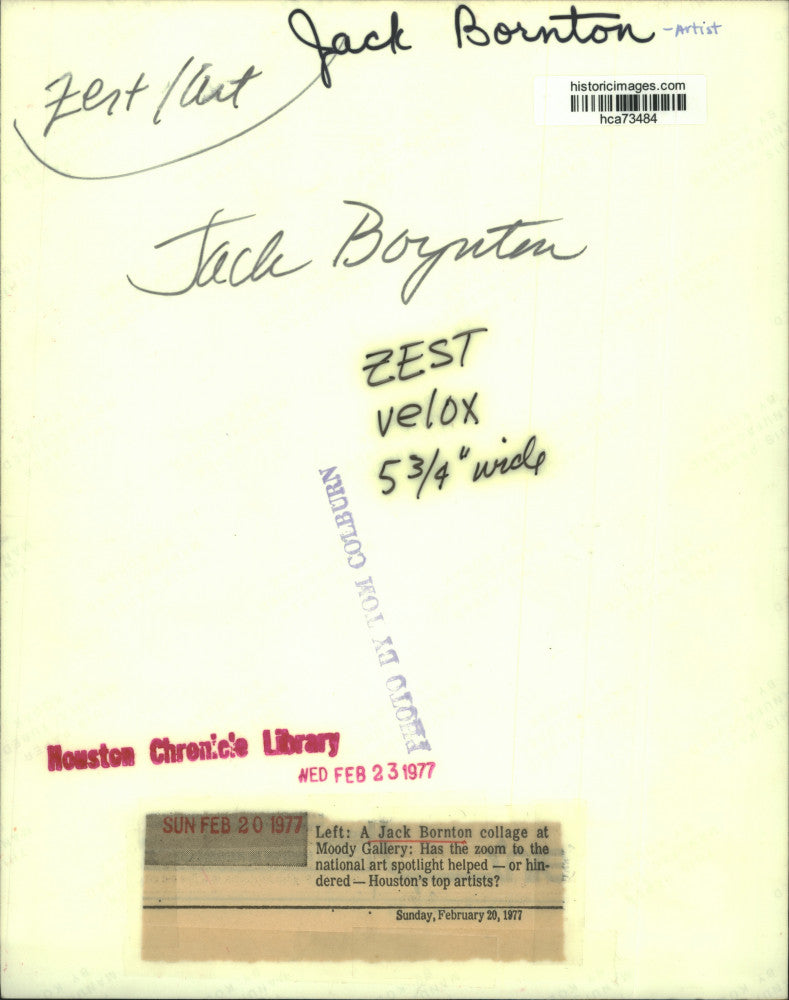 Jack Bornton - Artist
Zest/Art
historicimages.com
hca73484
Jack Boynton
ZEST
velox
5 3/4" wide
PHOTO BY TOM COLBURN
Houston Chronicle Library
WED FEB 23 1977
SUN FEB 20 1977
Left: A Jack Bornton collage at
Moody Gallery: Has the zoom to the
national art spotlight helped — or hin-
dered — Houston's top artists?
Sunday, February 20, 1977